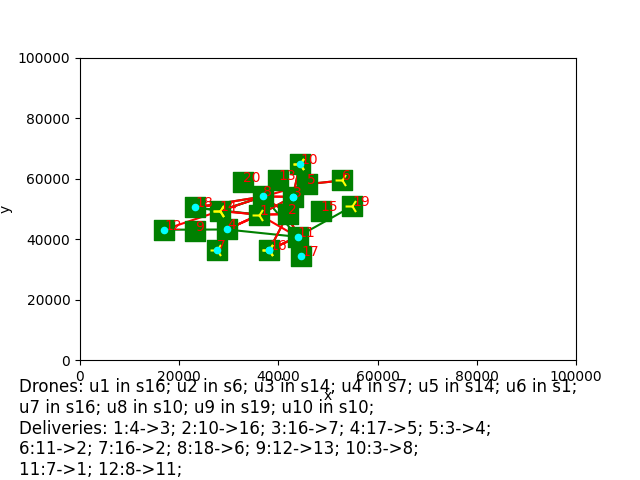 100000
80000
y
60000
40000
20000
0
0 20000 40000 60000 80000 100000
x
Drones: u1 in s16; u2 in s6; u3 in s14; u4 in s7; u5 in s14; u6 in s1;
u7 in s16; u8 in s10; u9 in s19; u10 in s10;
Deliveries: 1:4->3; 2:10->16; 3:16->7; 4:17->5; 5:3->4;
6:11->2; 7:16->2; 8:18->6; 9:12->13; 10:3->8;
11:7->1; 12:8->11;